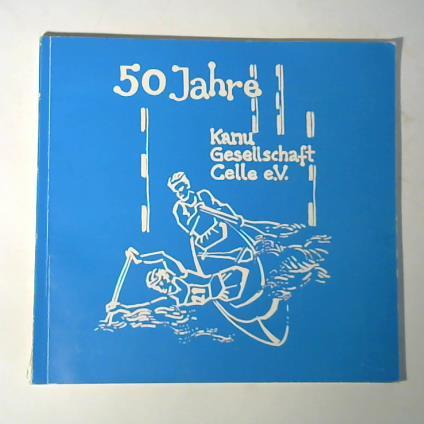 50 Jahre
Kanu
Gesellschaft
Celle e.V.